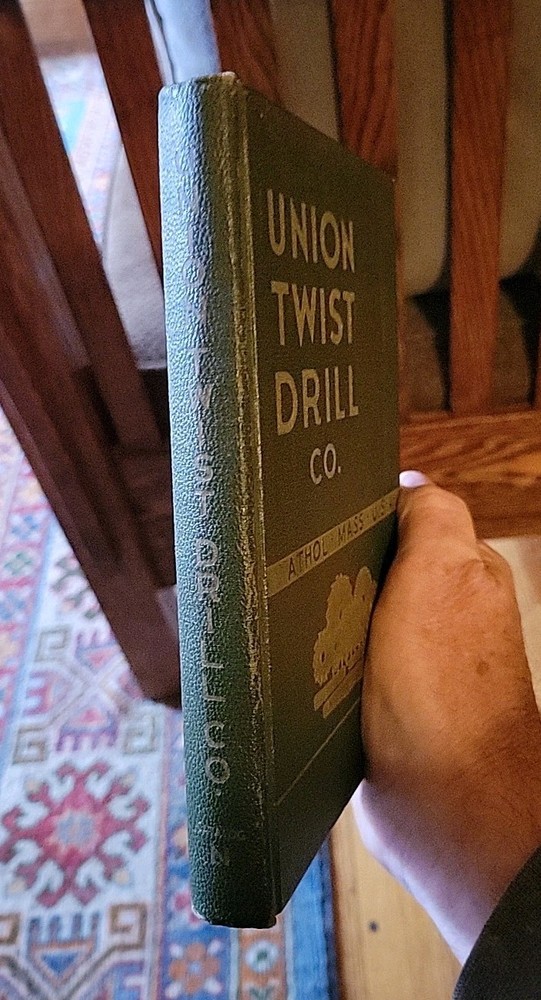 UNION
TWIST
DRILL
CO.
ATHOL MASS
UNION TWIST DRILL CO.
N